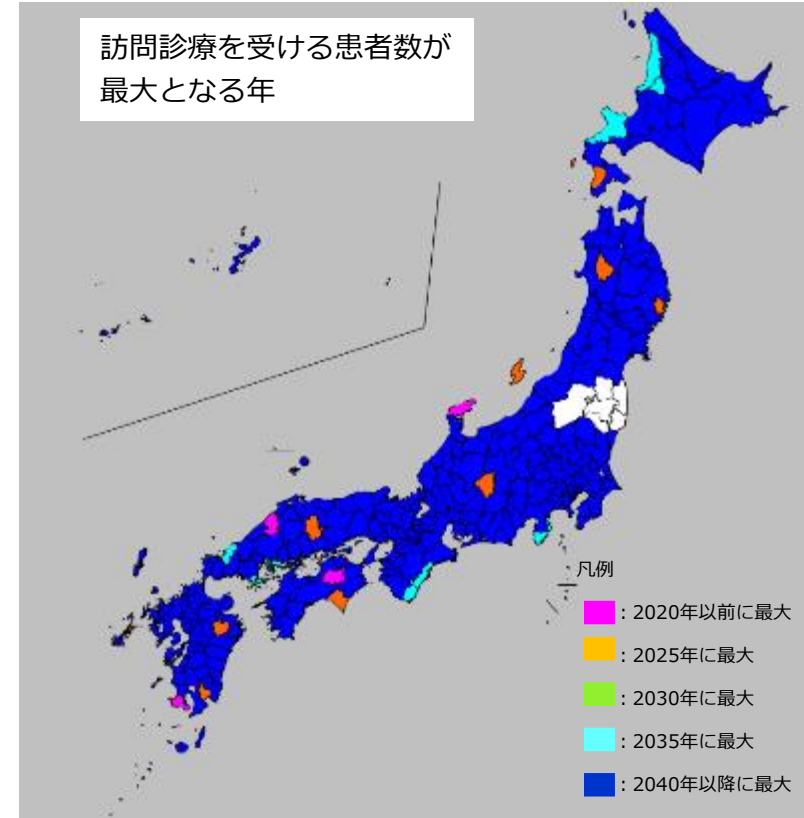 訪問診療を受ける患者数が
最大となる年
凡例
：2020年以前に最大
：2025年に最大
：2030年に最大
：2035年に最大
：2040年以降に最大